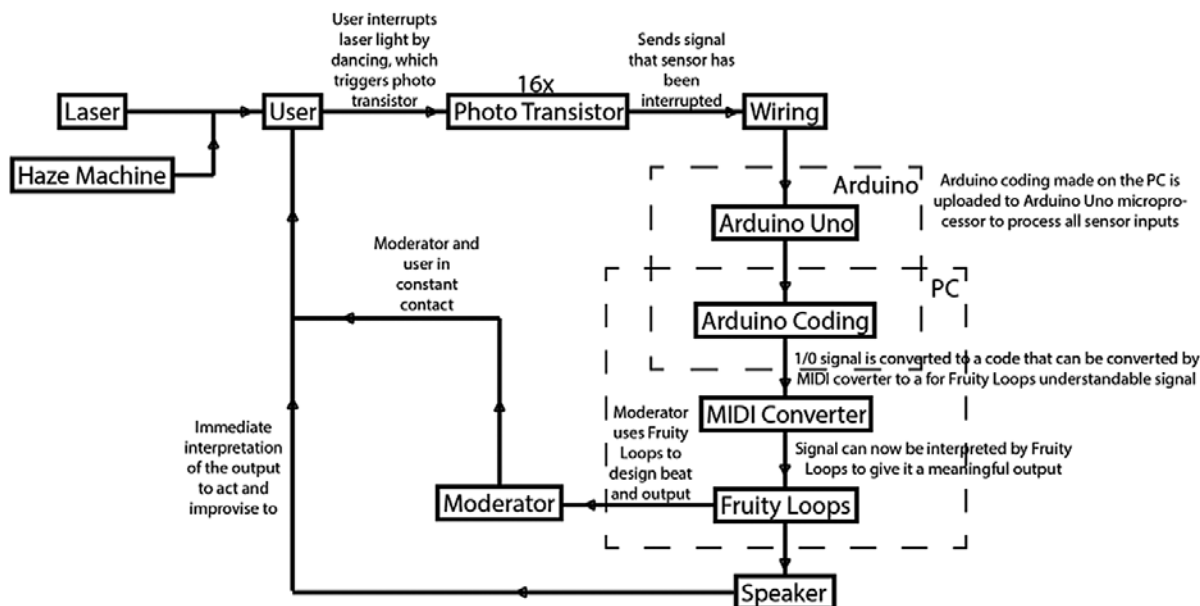 User interrupts
laser light by
dancing, which
triggers photo
transistor
Sends signal
that sensor has
been
interrupted
16x
Laser
User
Photo Transistor
Wiring
Haze Machine
Arduino
Arduino coding made on the PC is
uploaded to Arduino Uno micropro-
cessor to process all sensor inputs
Arduino Uno
Moderator and
user in
constant
contact
PC
Arduino Coding
1/0 signal is converted to a code that can be converted by
MIDI coverter to a for Fruity Loops understandable signal
MIDI Converter
Moderator
uses Fruity
Loops to
design beat
and output
Immediate
interpretation
of the output
to act and
improvise to
Signal can now be interpreted by Fruity
Loops to give it a meaningful output
Moderator
Fruity Loops
Speaker